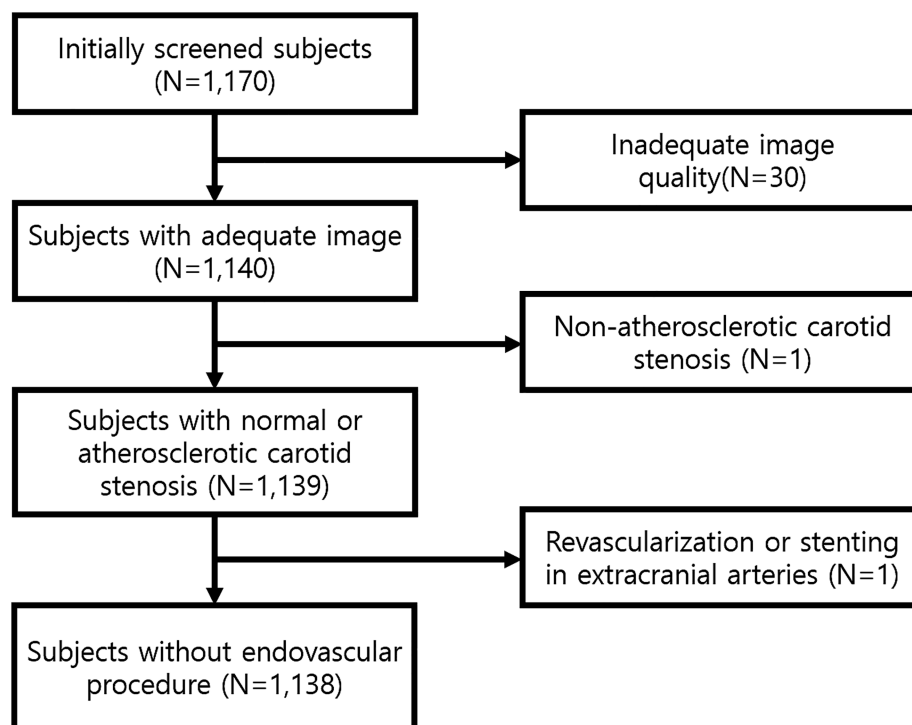 Initially screened subjects
(N=1,170)
Inadequate image
quality(N=30)
Subjects with adequate image
(N=1,140)
Non-atherosclerotic carotid
stenosis (N=1)
Subjects with normal or
atherosclerotic carotid
stenosis (N=1,139)
Revascularization or stenting
in extracranial arteries (N=1)
Subjects without endovascular
procedure (N=1,138)